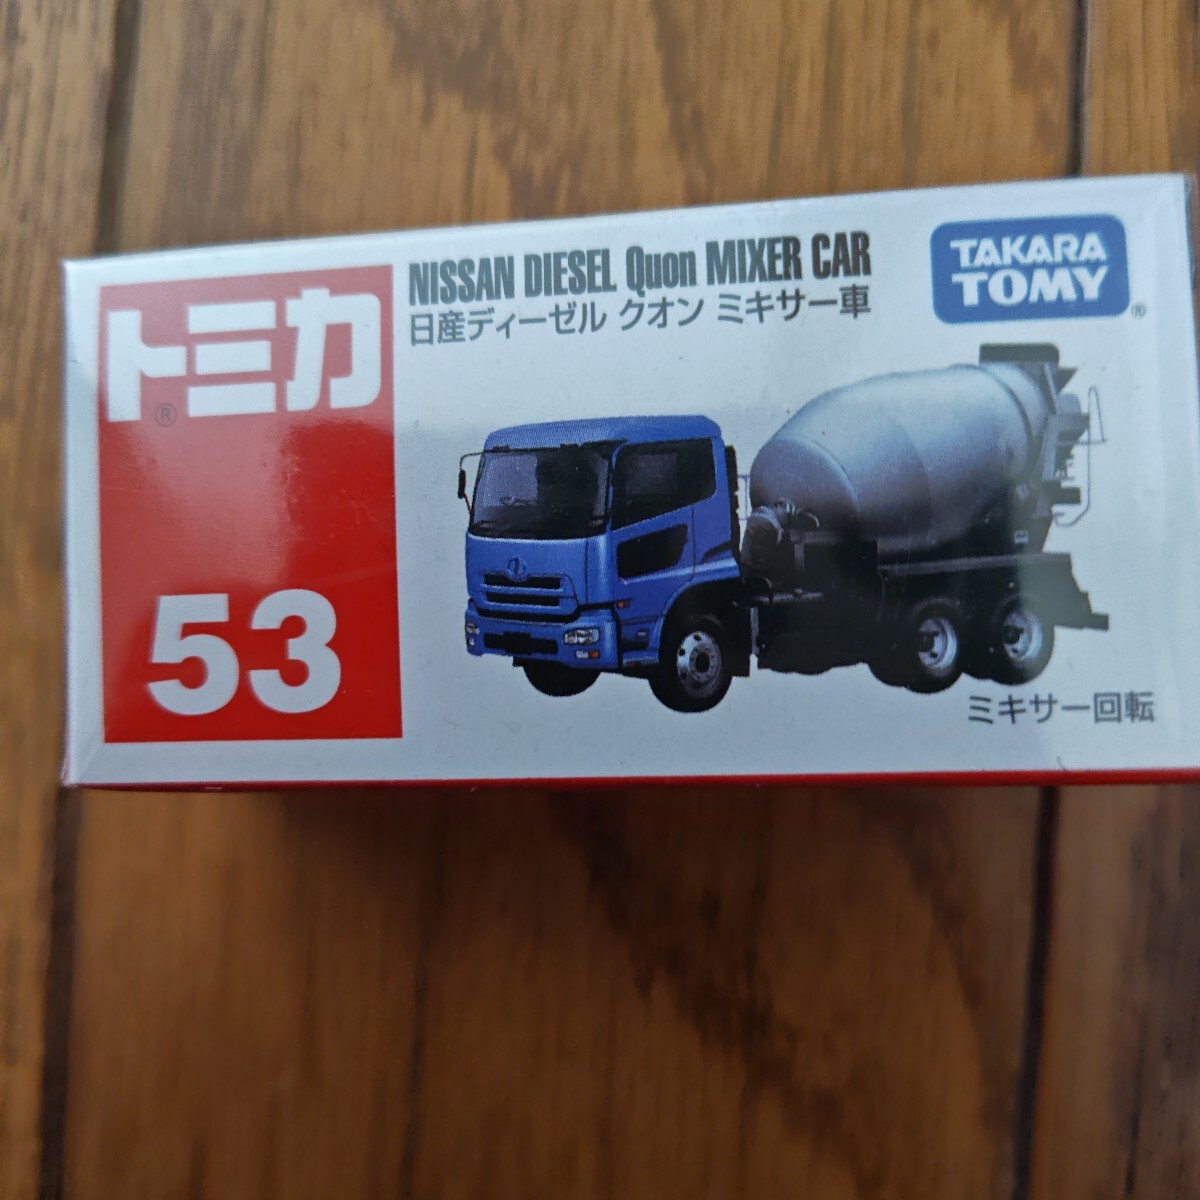 トミカ®
53
NISSAN DIESEL Quon MIXER CAR
日産ディーゼル クオン ミキサー車
TAKARA
TOMY®
ミキサー回転